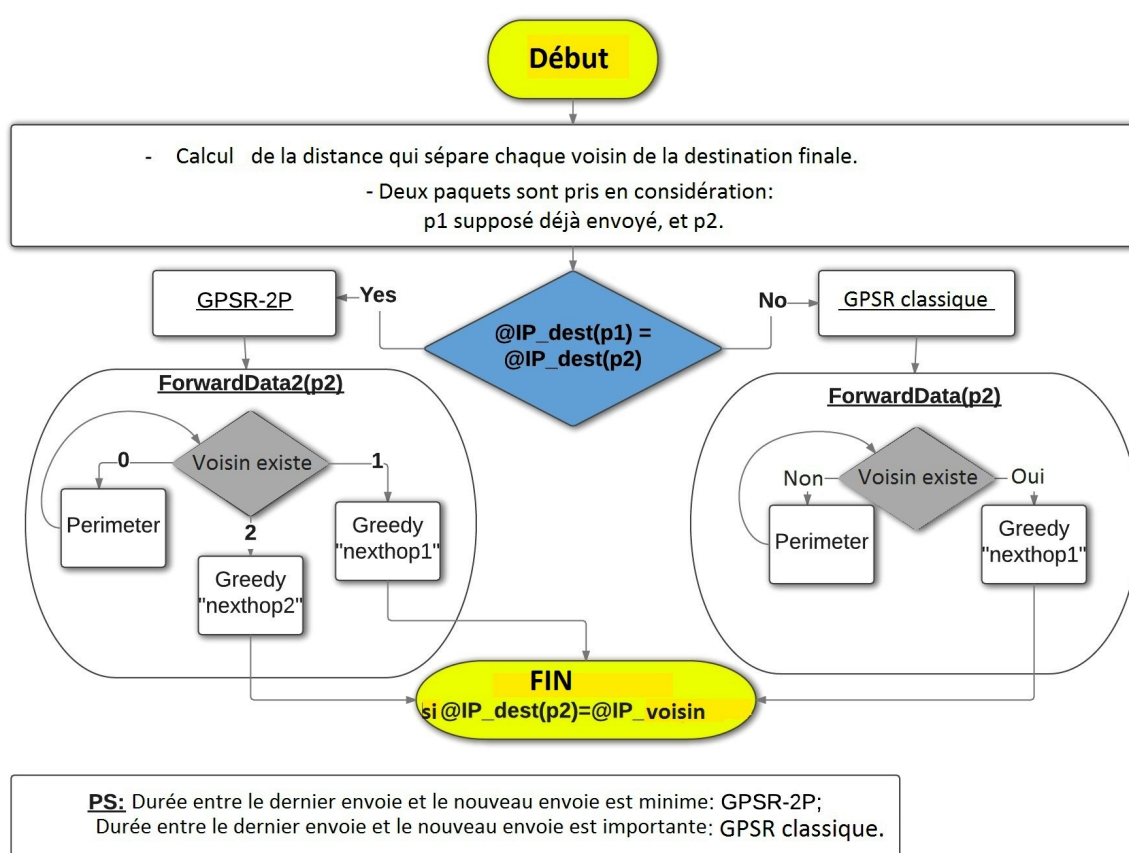 Début
- Calcul de la distance qui sépare chaque voisin de la destination finale.
- Deux paquets sont pris en considération:
p1 supposé déjà envoyé, et p2.
GPSR-2P
Yes
@IP_dest(p1) =
@IP_dest(p2)
No
GPSR classique
ForwardData2(p2)
Voisin existe
0
1
2
Perimeter
Greedy
"nexthop2"
Greedy
"nexthop1"
ForwardData(p2)
Voisin existe
Non
Oui
Perimeter
Greedy
"nexthop1"
FIN
si @IP_dest(p2)=@IP_voisin
PS: Durée entre le dernier envoie et le nouveau envoie est minime: GPSR-2P;
Durée entre le dernier envoie et le nouveau envoie est importante: GPSR classique.